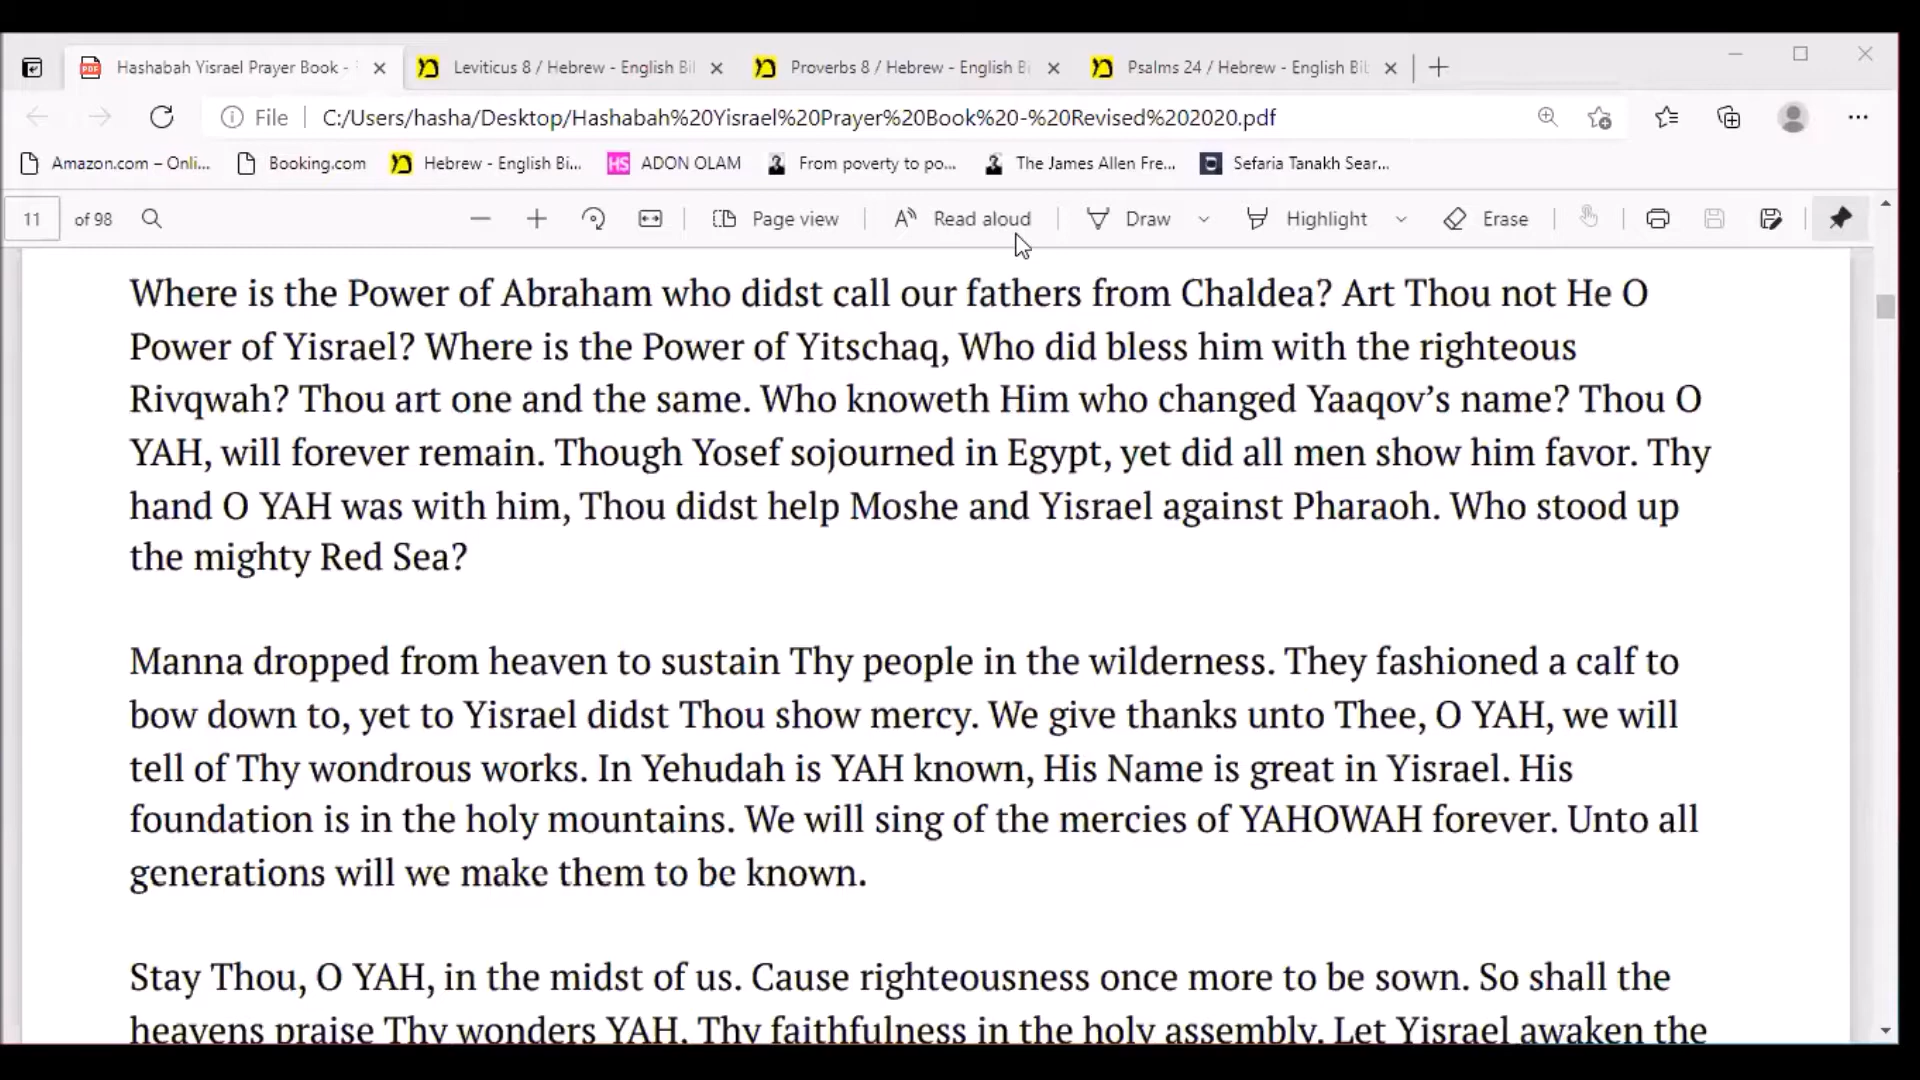 Hashabah Yisrael Prayer Book -
Leviticus 8 / Hebrew - English Bil
Proverbs 8 / Hebrew - English Bi
Psalms 24 / Hebrew - English Bib
File
C:/Users/hasha/Desktop/Hashabah%20Yisrael%20Prayer%20Book%20-%20Revised%202020.pdf
Amazon.com – Onli...
Booking.com
Hebrew - English Bi...
HS
ADON OLAM
From poverty to po...
The James Allen Fre...
Sefaria Tanakh Sear...
11 of 98
Page view
Read aloud
Draw
Highlight
Erase
Where is the Power of Abraham who didst call our fathers from Chaldea? Art Thou not He O
Power of Yisrael? Where is the Power of Yitschaq, Who did bless him with the righteous
Rivqwah? Thou art one and the same. Who knoweth Him who changed Yaaqov’s name? Thou O
YAH, will forever remain. Though Yosef sojourned in Egypt, yet did all men show him favor. Thy
hand O YAH was with him, Thou didst help Moshe and Yisrael against Pharaoh. Who stood up
the mighty Red Sea?
Manna dropped from heaven to sustain Thy people in the wilderness. They fashioned a calf to
bow down to, yet to Yisrael didst Thou show mercy. We give thanks unto Thee, O YAH, we will
tell of Thy wondrous works. In Yehudah is YAH known, His Name is great in Yisrael. His
foundation is in the holy mountains. We will sing of the mercies of YAHOWAH forever. Unto all
generations will we make them to be known.
Stay Thou, O YAH, in the midst of us. Cause righteousness once more to be sown. So shall the
heavens praise Thy wonders YAH. Thy faithfulness in the holy assembly. Let Yisrael awaken the